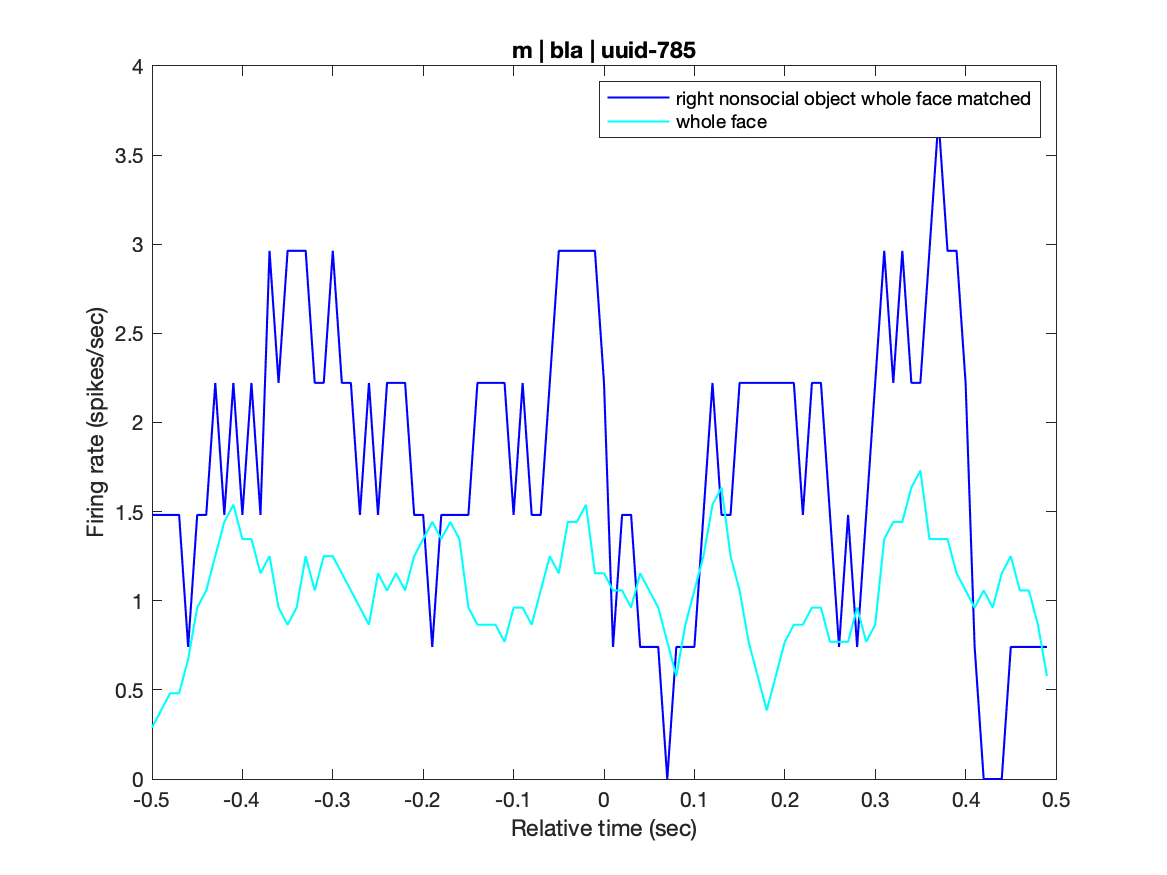 m | bla | uuid-785
right nonsocial object whole face matched
whole face
4
3.5
3
2.5
2
1.5
1
0.5
0
Firing rate (spikes/sec)
-0.5 -0.4 -0.3 -0.2 -0.1 0 0.1 0.2 0.3 0.4 0.5
Relative time (sec)